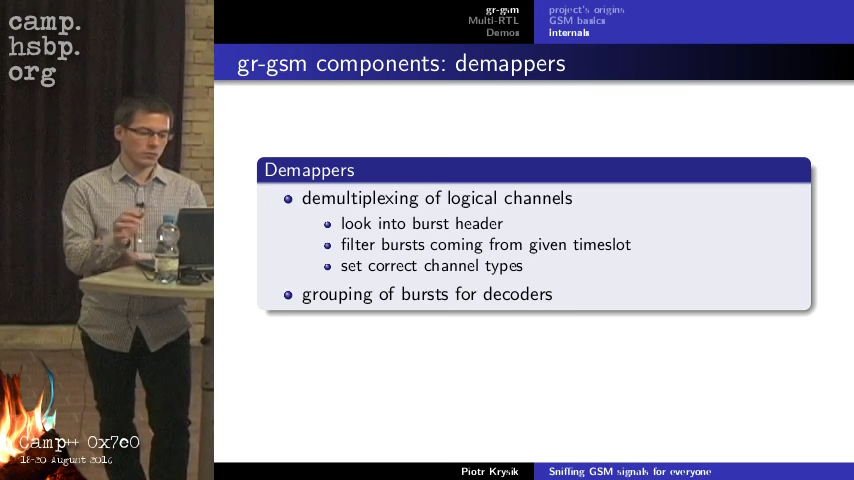 camp.
hsbp.
org
gr-gsm
Multi-RTL
Demos
project's origins
GSM basics
internals
gr-gsm components: demappers
Demappers
demultiplexing of logical channels
look into burst header
filter bursts coming from given timeslot
set correct channel types
grouping of bursts for decoders
Camp++ 0x7e0
18-20 August 2016
Piotr Krysik
Sniffing GSM signals for everyone